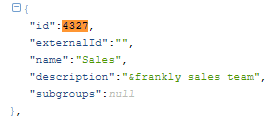 {
"id":4327,
"externalId":"",
"name":"Sales",
"description":"&frankly sales team",
"subgroups":null
},